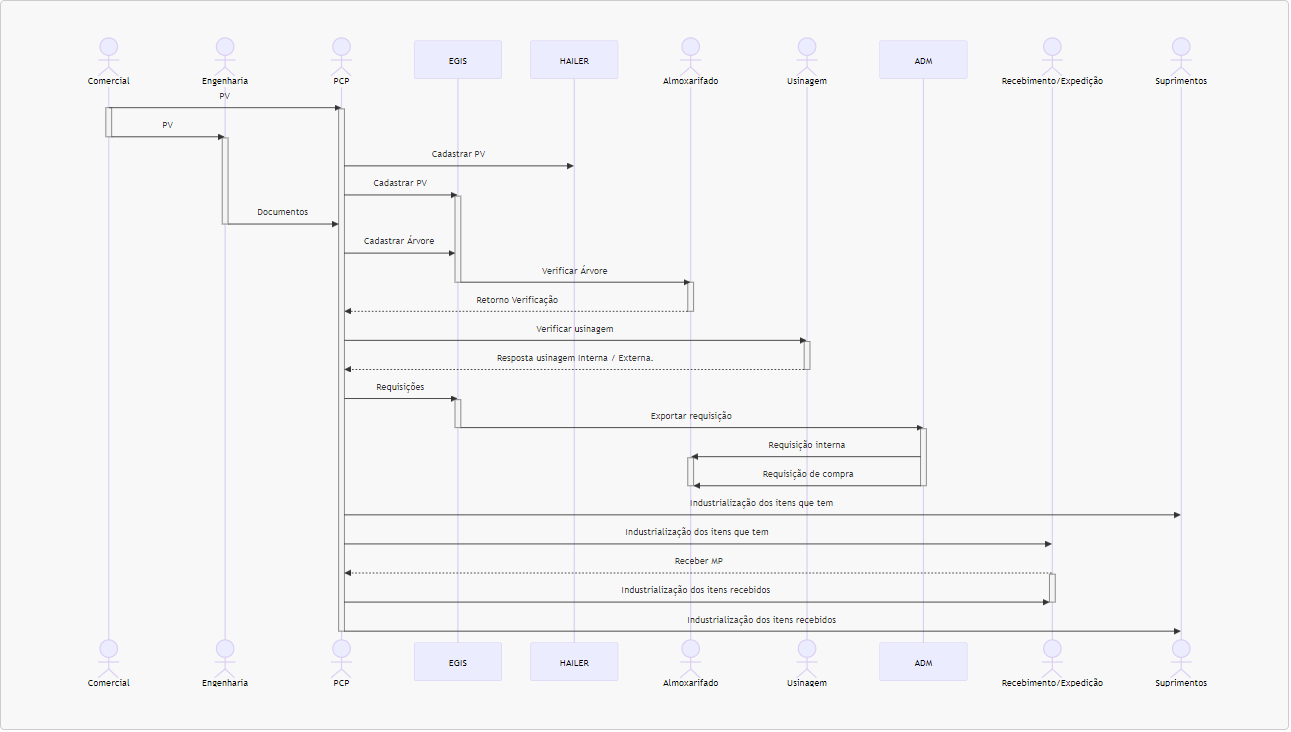 EGIS
HAILER
ADM
Comercial
Engenharia
PCP
Almoxarifado
Usinagem
Recebimento/Expedição
Suprimentos
PV
PV
Cadastrar PV
Cadastrar PV
Documentos
Cadastrar Árvore
Verificar Árvore
Retorno Verificação
Verificar usinagem
Resposta usinagem Interna / Externa.
Requisições
Exportar requisição
Requisição interna
Requisição de compra
Industrialização dos itens que tem
Industrialização dos itens que tem
Receber MP
Industrialização dos itens recebidos
Industrialização dos itens recebidos
EGIS
HAILER
ADM
Comercial
Engenharia
PCP
Almoxarifado
Usinagem
Recebimento/Expedição
Suprimentos